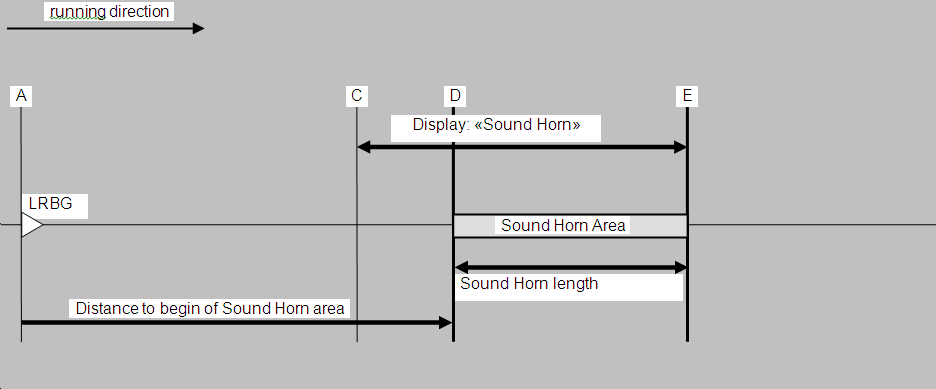 running direction
A
C
D
E
Display: «Sound Horn»
LRBG
Sound Horn Area
Sound Horn length
Distance to begin of Sound Horn area